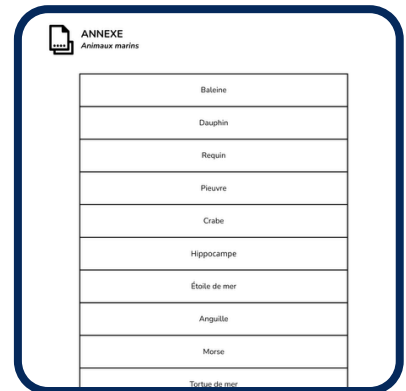 ANNEXE
Animaux marins
Baleine
Dauphin
Requin
Pieuvre
Crabe
Hippocampe
Étoile de mer
Anguille
Morse
Tortue de mer